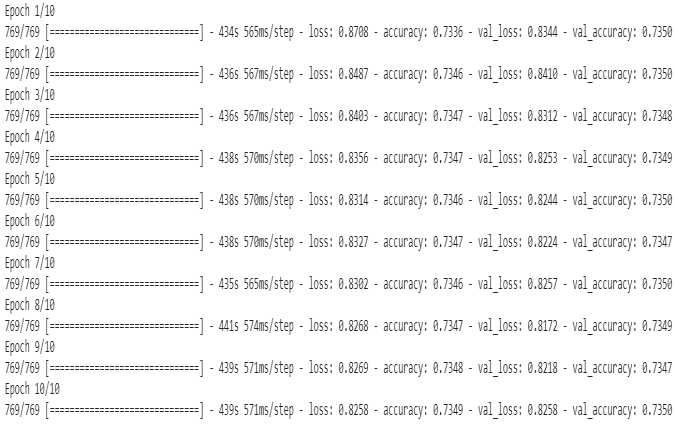 Epoch 1/10
769/769 [==============================] - 434s 565ms/step - loss: 0.8708 - accuracy: 0.7336 - val_loss: 0.8344 - val_accuracy: 0.7350
Epoch 2/10
769/769 [==============================] - 436s 567ms/step - loss: 0.8487 - accuracy: 0.7346 - val_loss: 0.8410 - val_accuracy: 0.7350
Epoch 3/10
769/769 [==============================] - 436s 567ms/step - loss: 0.8403 - accuracy: 0.7347 - val_loss: 0.8312 - val_accuracy: 0.7348
Epoch 4/10
769/769 [==============================] - 438s 570ms/step - loss: 0.8356 - accuracy: 0.7347 - val_loss: 0.8253 - val_accuracy: 0.7349
Epoch 5/10
769/769 [==============================] - 438s 570ms/step - loss: 0.8314 - accuracy: 0.7346 - val_loss: 0.8244 - val_accuracy: 0.7350
Epoch 6/10
769/769 [==============================] - 438s 570ms/step - loss: 0.8327 - accuracy: 0.7347 - val_loss: 0.8224 - val_accuracy: 0.7347
Epoch 7/10
769/769 [==============================] - 435s 565ms/step - loss: 0.8302 - accuracy: 0.7346 - val_loss: 0.8257 - val_accuracy: 0.7350
Epoch 8/10
769/769 [==============================] - 441s 574ms/step - loss: 0.8268 - accuracy: 0.7347 - val_loss: 0.8172 - val_accuracy: 0.7349
Epoch 9/10
769/769 [==============================] - 439s 571ms/step - loss: 0.8269 - accuracy: 0.7348 - val_loss: 0.8218 - val_accuracy: 0.7347
Epoch 10/10
769/769 [==============================] - 439s 571ms/step - loss: 0.8258 - accuracy: 0.7349 - val_loss: 0.8258 - val_accuracy: 0.7350